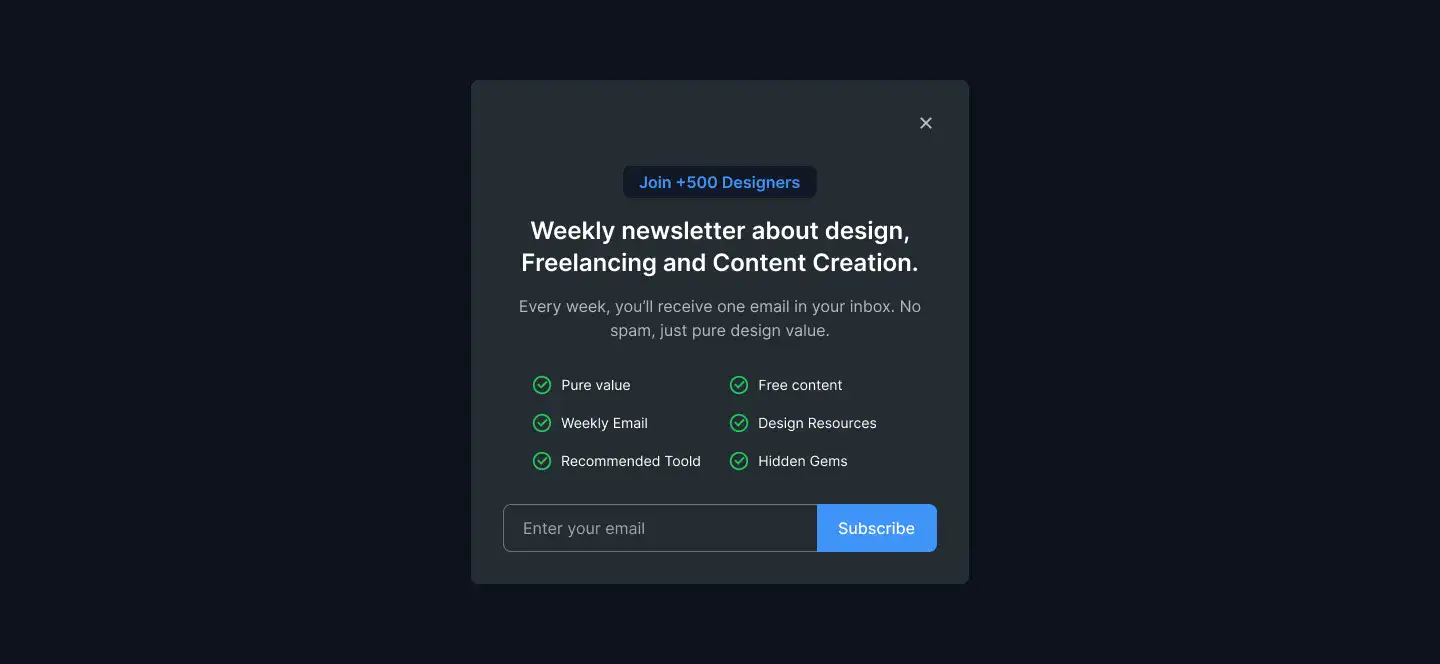 Join +500 Designers
Weekly newsletter about design,
Freelancing and Content Creation.
Every week, you’ll receive one email in your inbox. No
spam, just pure design value.
Pure value
Free content
Weekly Email
Design Resources
Recommended Toold
Hidden Gems
Enter your email
Subscribe